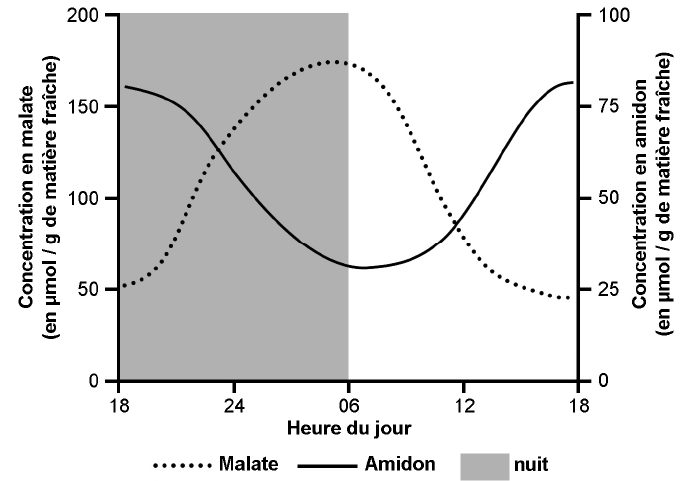 Concentration en malate
(en µmol / g de matière fraîche)
200
150
100
50
0
100
75
50
25
0
Concentration en amidon
(en µmol / g de matière fraîche)
18
24
06
12
18
Heure du jour
Malate
Amidon
nuit